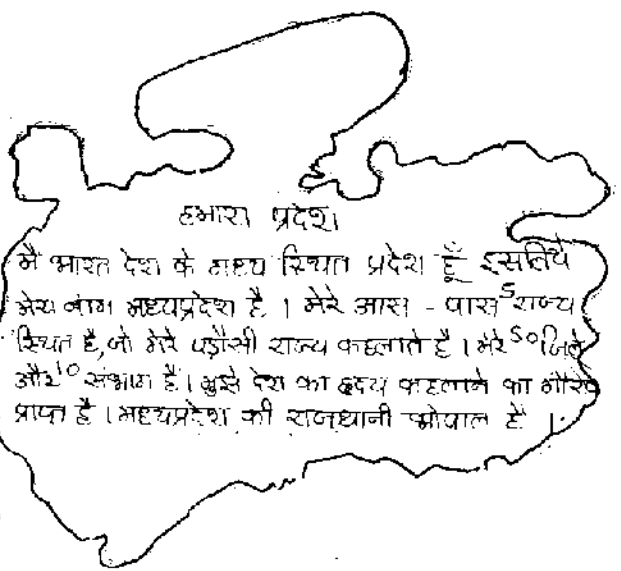 हमारा प्रदेश
मैं भारत देश के मध्य स्थित प्रदेश हूँ इसलिये
मेरा नाम मध्यप्रदेश है । मेरे आस - पास 5 राज्य
स्थित है, जो मेरे पड़ौसी राज्य कहलाते है । मेरे 50 जिले
और 10 संभाग है । मुझे देश का हृदय कहलाने का गौरव
प्राप्त है । मध्यप्रदेश की राजधानी भोपाल है ।